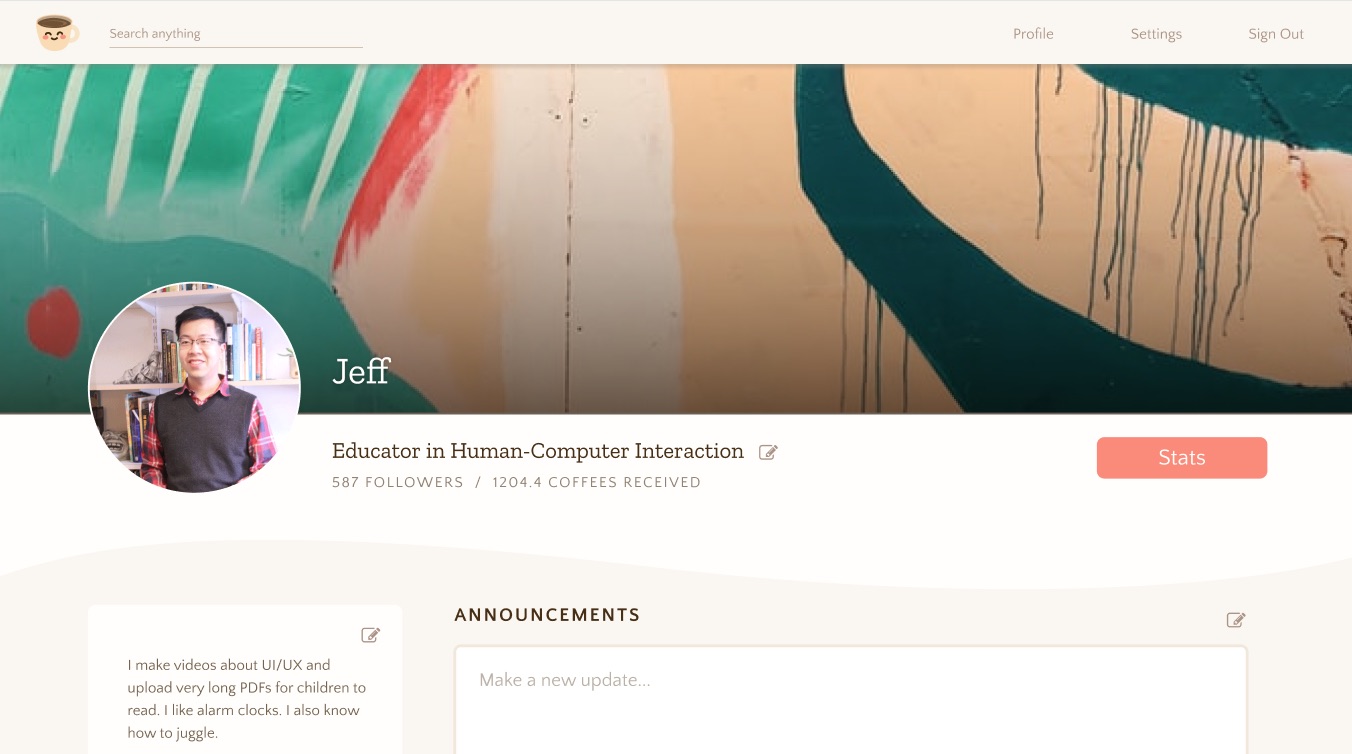 Search anything
Profile
Settings
Sign Out
Jeff
Educator in Human-Computer Interaction
587 FOLLOWERS / 1204.4 COFFEES RECEIVED
Stats
I make videos about UI/UX and
upload very long PDFs for children to
read. I like alarm clocks. I also know
how to juggle.
ANNOUNCEMENTS
Make a new update...